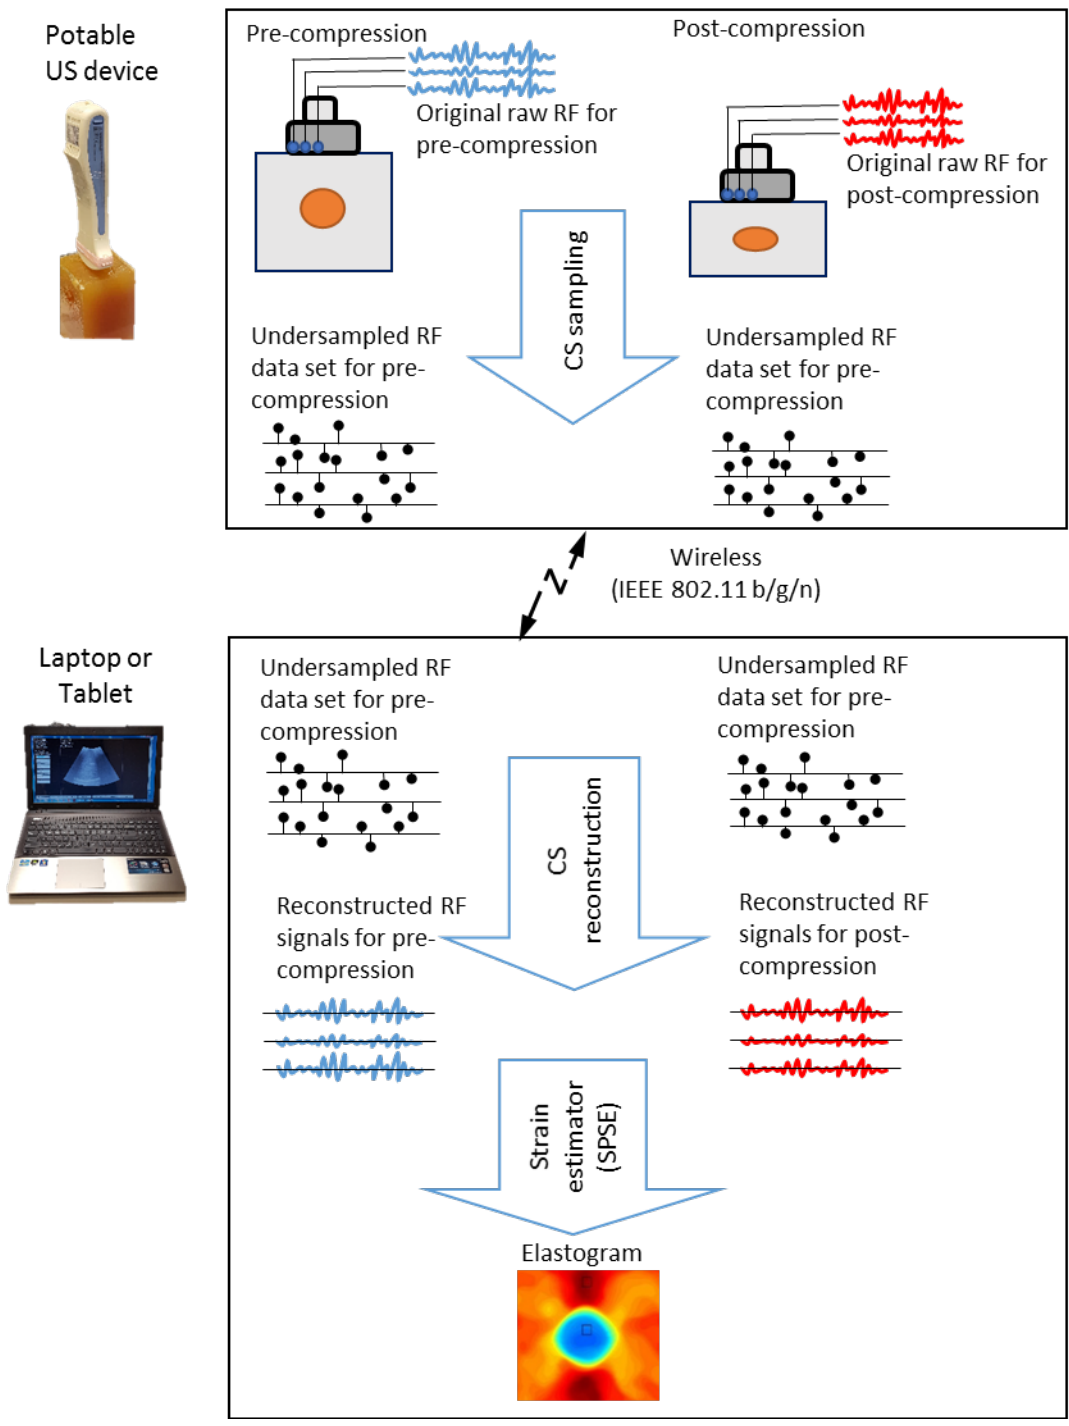 Potable
US device
Pre-compression
Original raw RF for
pre-compression
Post-compression
Original raw RF for
post-compression
CS sampling
Undersampled RF
data set for pre-
compression
Undersampled RF
data set for pre-
compression
Wireless
(IEEE 802.11 b/g/n)
Laptop or
Tablet
Undersampled RF
data set for pre-
compression
Undersampled RF
data set for pre-
compression
CS
reconstruction
Reconstructed RF
signals for pre-
compression
Reconstructed RF
signals for post-
compression
Strain
estimator
(SPSE)
Elastogram